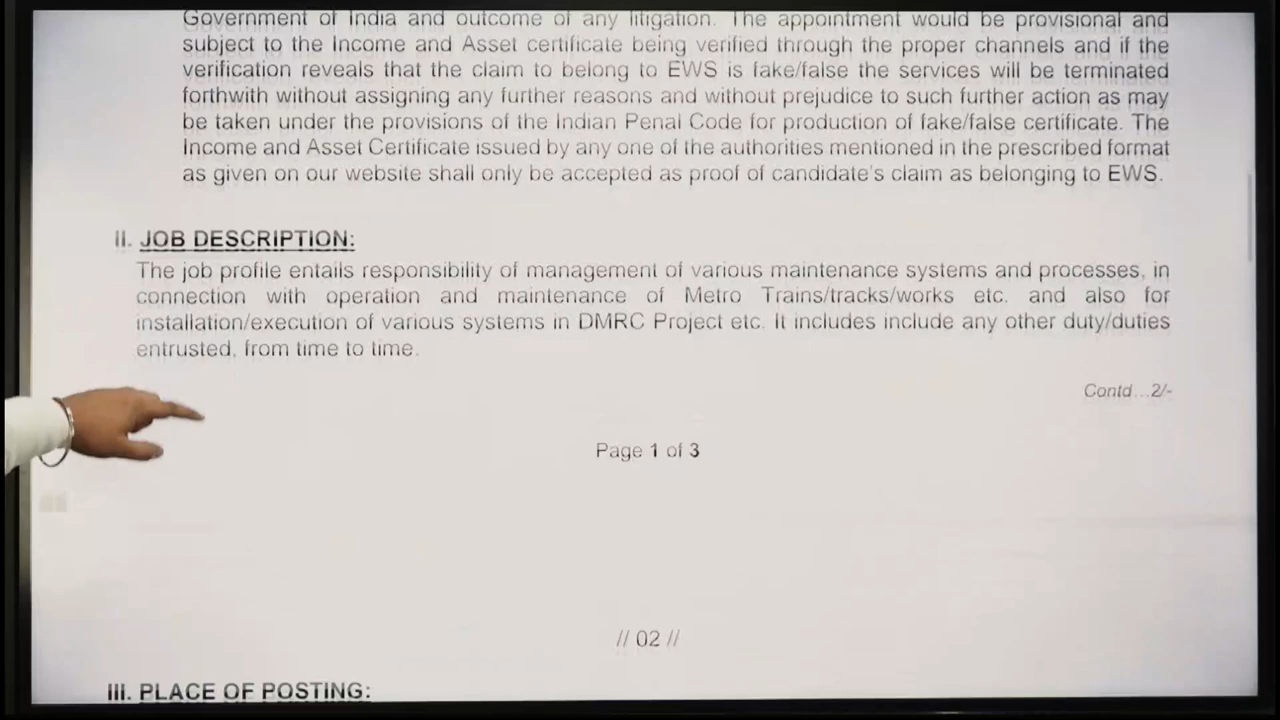 Government of India and outcome of any litigation. The appointment would be provisional and
subject to the Income and Asset certificate being verified through the proper channels and if the
verification reveals that the claim to belong to EWS is fake/false the services will be terminated
forthwith without assigning any further reasons and without prejudice to such further action as may
be taken under the provisions of the Indian Penal Code for production of fake/false certificate. The
Income and Asset Certificate issued by any one of the authorities mentioned in the prescribed format
as given on our website shall only be accepted as proof of candidate's claim as belonging to EWS.
II. JOB DESCRIPTION:
The job profile entails responsibility of management of various maintenance systems and processes, in
connection with operation and maintenance of Metro Trains/tracks/works etc. and also for
installation/execution of various systems in DMRC Project etc. It includes include any other duty/duties
entrusted, from time to time.
Contd...2/-
Page 1 of 3
// 02 //
III. PLACE OF POSTING: